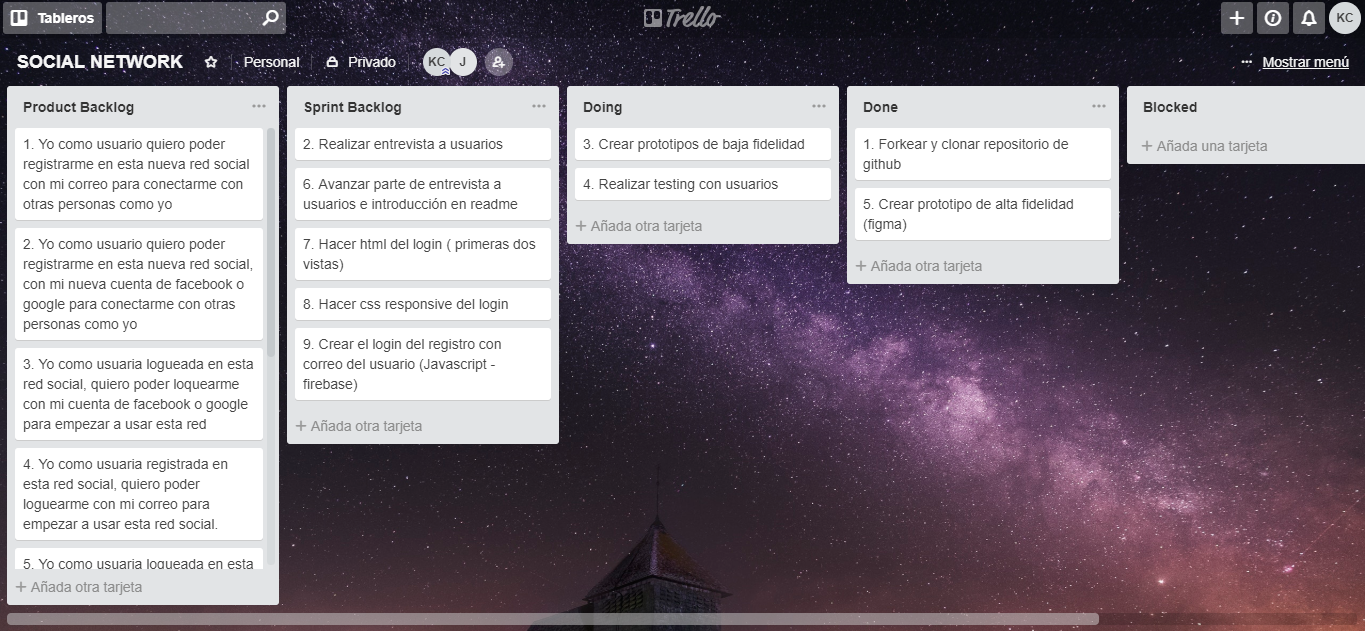 Tableros
Trello
KC
SOCIAL NETWORK
Personal
Privado
KC
J
Mostrar menú
Product Backlog
1. Yo como usuario quiero poder
registrarme en esta nueva red social
con mi correo para conectarme con
otras personas como yo
2. Yo como usuario quiero poder
registrarme en esta nueva red social,
con mi nueva cuenta de facebook o
google para conectarme con otras
personas como yo
3. Yo como usuaria logueada en esta
red social, quiero poder loquearme
con mi cuenta de facebook o google
para empezar a usar esta red
4. Yo como usuaria registrada en
esta red social, quiero poder
loguearme con mi correo para
empezar a usar esta red social.
5. Yo como usuaria logueada en esta
+ Añada otra tarjeta
Sprint Backlog
2. Realizar entrevista a usuarios
6. Avanzar parte de entrevista a
usuarios e introducción en readme
7. Hacer html del login ( primeras dos
vistas)
8. Hacer css responsive del login
9. Crear el login del registro con
correo del usuario (Javascript -
firebase)
+ Añada otra tarjeta
Doing
3. Crear prototipos de baja fidelidad
4. Realizar testing con usuarios
+ Añada otra tarjeta
Done
1. Forkear y clonar repositorio de
github
5. Crear prototipo de alta fidelidad
(figma)
+ Añada otra tarjeta
Blocked
+ Añada una tarjeta